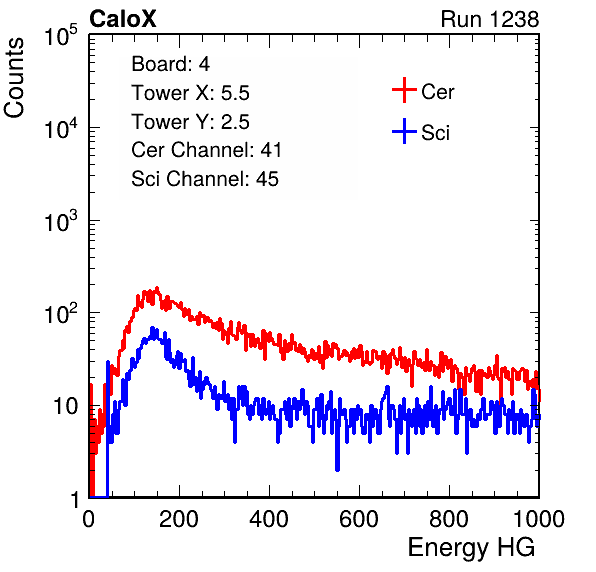 CaloX Run 1238
Counts
Board: 4
Tower X: 5.5
Tower Y: 2.5
Cer Channel: 41
Sci Channel: 45
Cer
Sci
10^5
10^4
10^3
10^2
10
1
0 200 400 600 800 1000
Energy HG